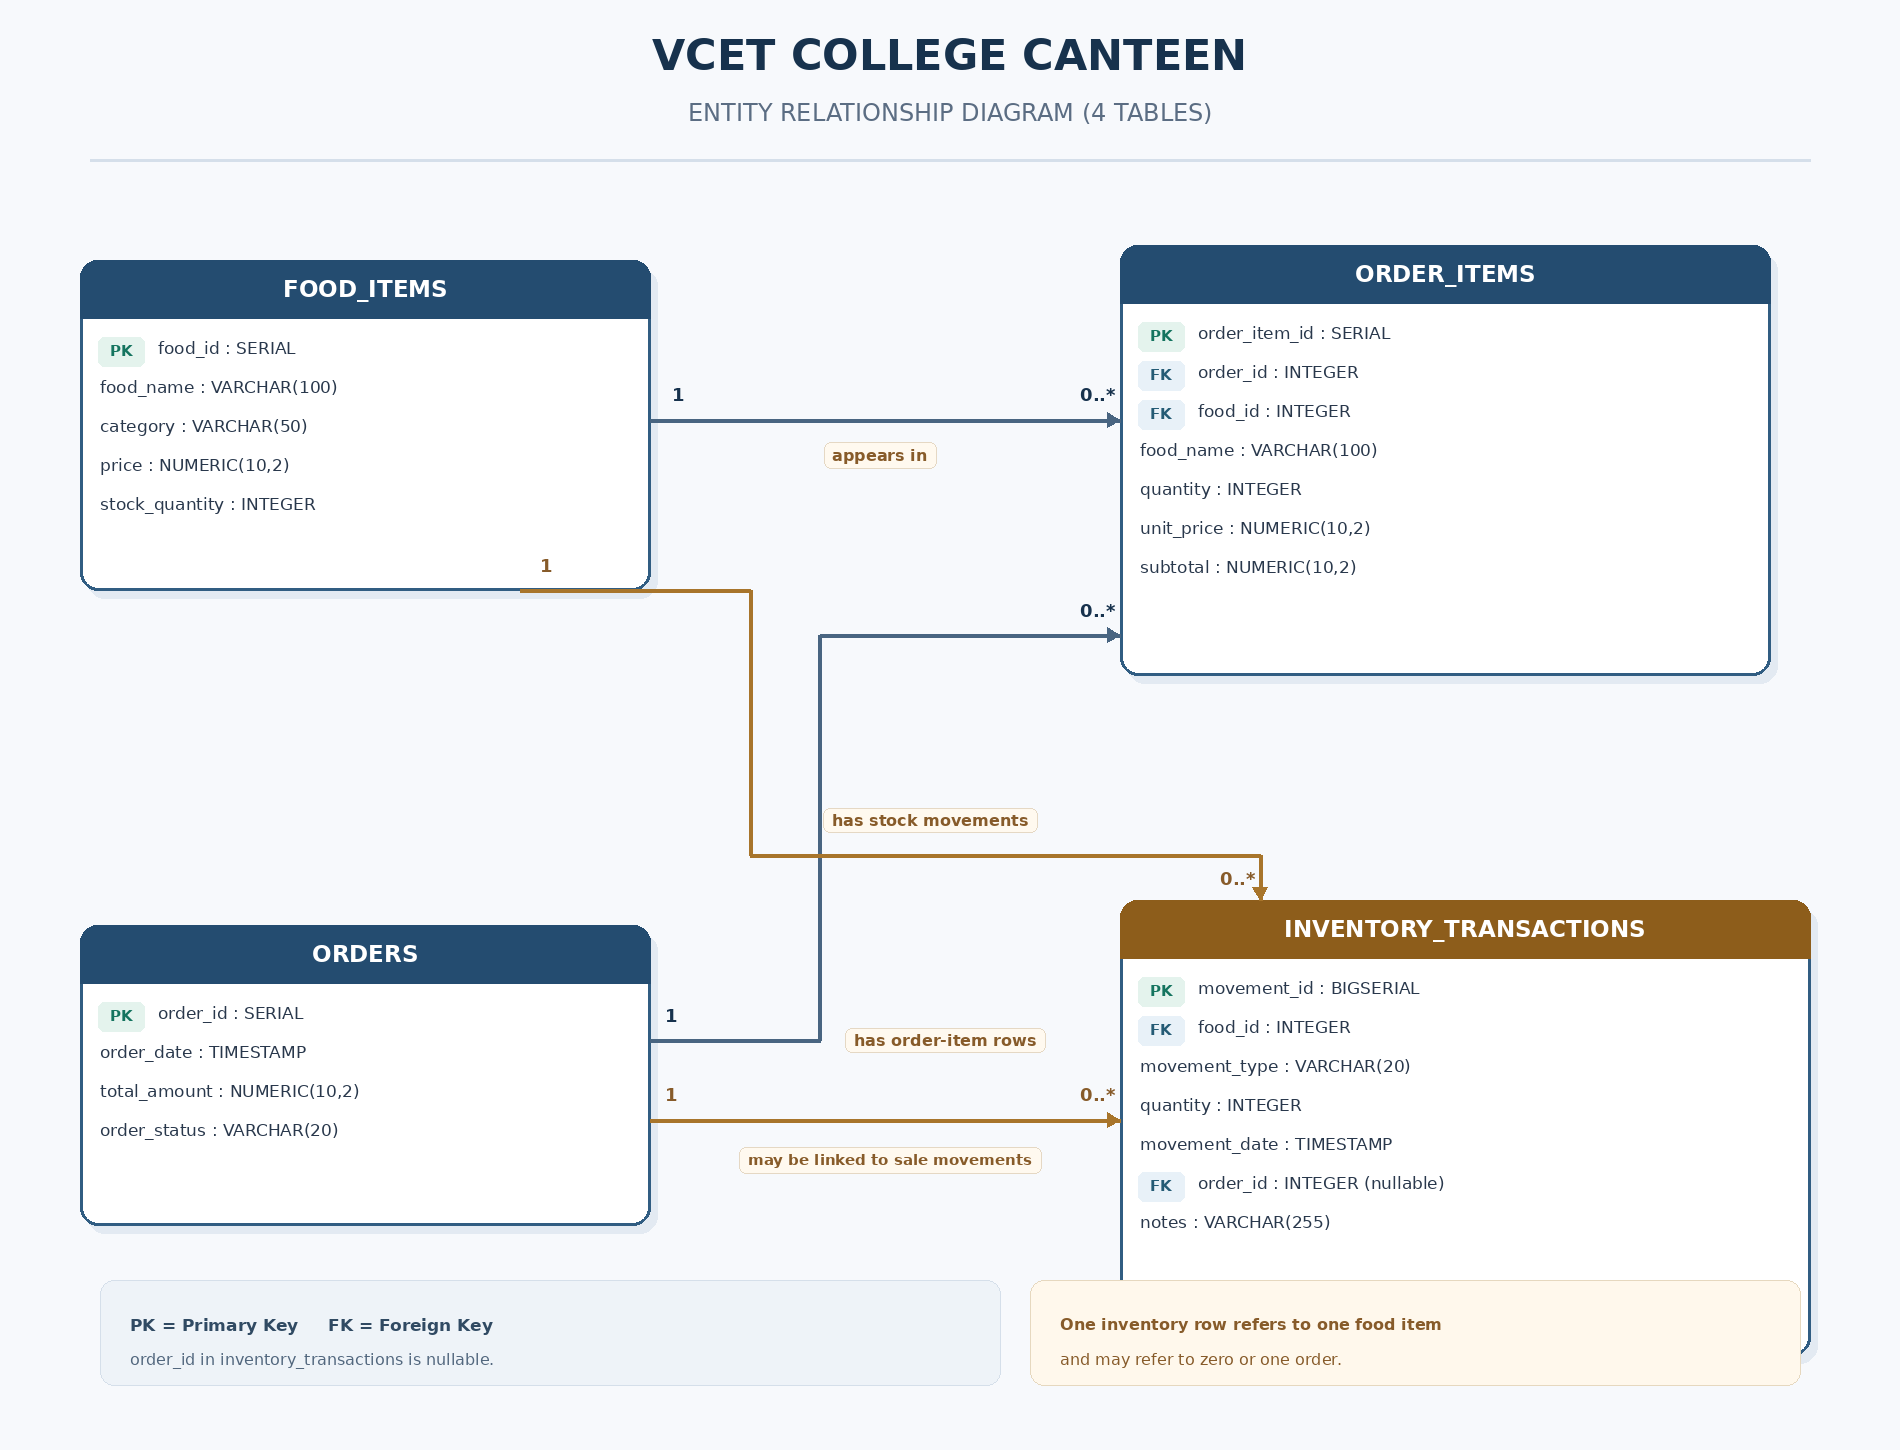 VCET COLLEGE CANTEEN
ENTITY RELATIONSHIP DIAGRAM (4 TABLES)
FOOD_ITEMS
PK food_id : SERIAL
food_name : VARCHAR(100)
category : VARCHAR(50)
price : NUMERIC(10,2)
stock_quantity : INTEGER
1
1 0..*
appears in
ORDER_ITEMS
PK order_item_id : SERIAL
FK order_id : INTEGER
FK food_id : INTEGER
food_name : VARCHAR(100)
quantity : INTEGER
unit_price : NUMERIC(10,2)
subtotal : NUMERIC(10,2)
0..*
has stock movements
0..*
ORDERS
PK order_id : SERIAL
order_date : TIMESTAMP
total_amount : NUMERIC(10,2)
order_status : VARCHAR(20)
1
has order-item rows
1 0..*
may be linked to sale movements
INVENTORY_TRANSACTIONS
PK movement_id : BIGSERIAL
FK food_id : INTEGER
movement_type : VARCHAR(20)
quantity : INTEGER
movement_date : TIMESTAMP
FK order_id : INTEGER (nullable)
notes : VARCHAR(255)
PK = Primary Key FK = Foreign Key
order_id in inventory_transactions is nullable.
One inventory row refers to one food item
and may refer to zero or one order.